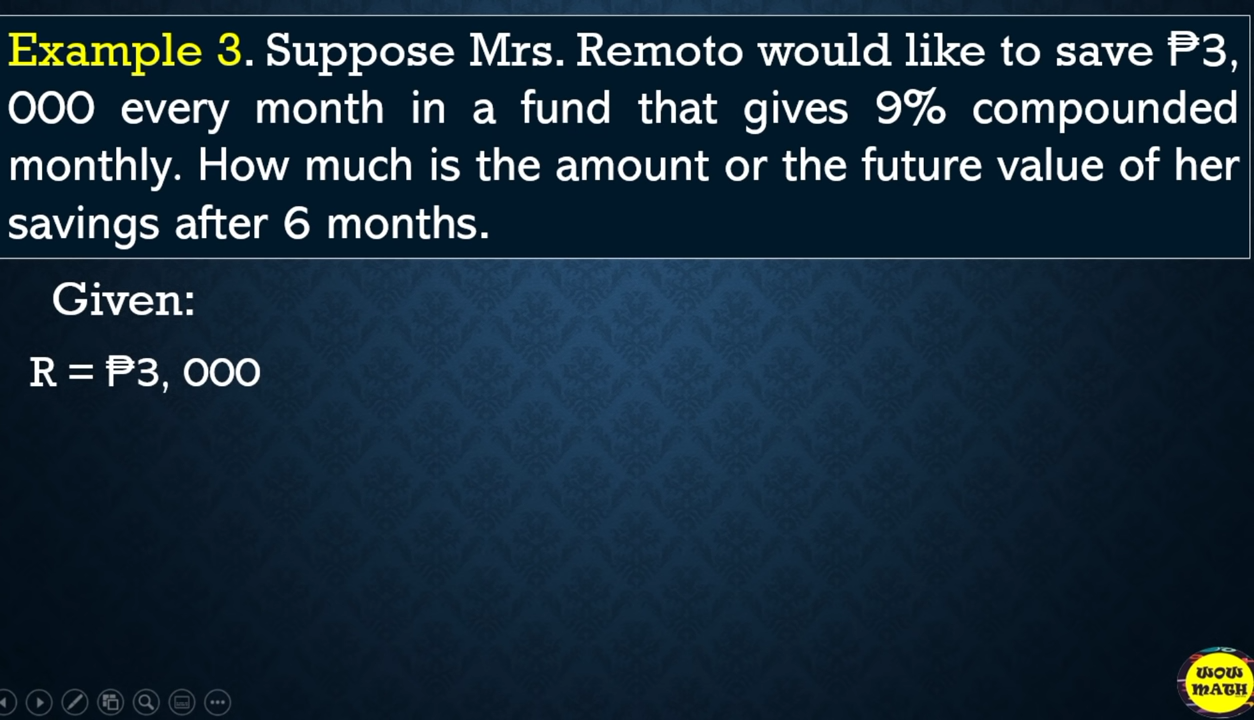 Example 3. Suppose Mrs. Remoto would like to save ₱3,
000 every month in a fund that gives 9% compounded
monthly. How much is the amount or the future value of her
savings after 6 months.
Given:
R = ₱3, 000
WOW
MATH